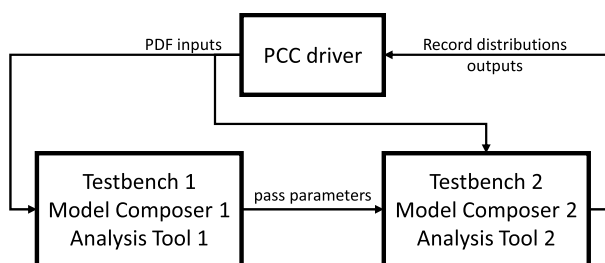 PDF inputs
PCC driver
Record distributions
outputs
Testbench 1
Model Composer 1
Analysis Tool 1
pass parameters
Testbench 2
Model Composer 2
Analysis Tool 2